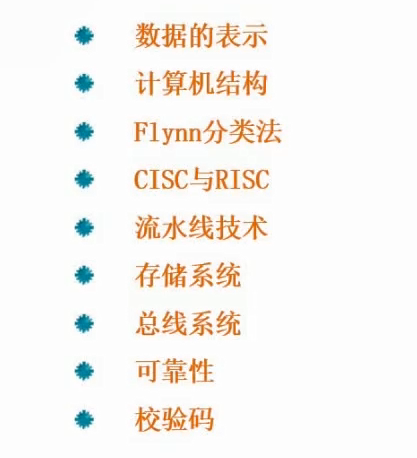 数据的表示
计算机结构
Flynn分类法
CISC与RISC
流水线技术
存储系统
总线系统
可靠性
校验码